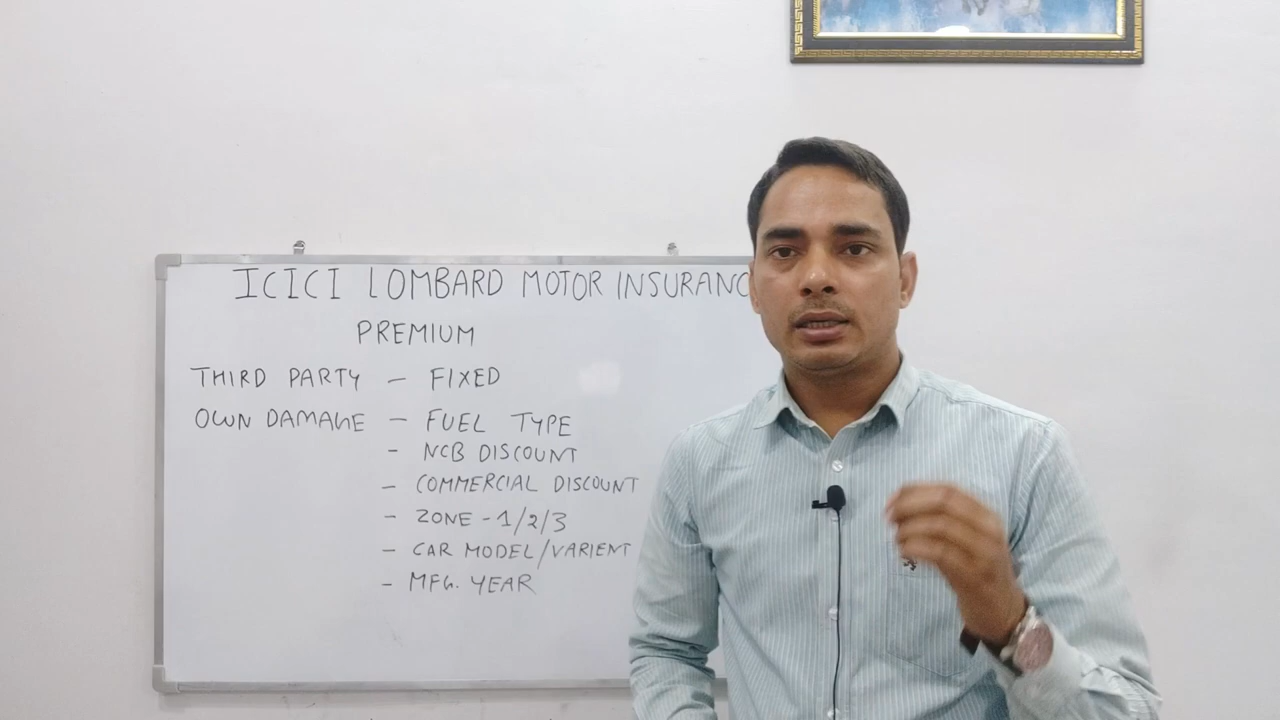 ICICI LOMBARD MOTOR INSURANC
PREMIUM
THIRD PARTY - FIXED
OWN DAMAGE - FUEL TYPE
- NCB DISCOUNT
- COMMERCIAL DISCOUNT
- ZONE - 1/2/3
- CAR MODEL/VARIENT
- MFG. YEAR